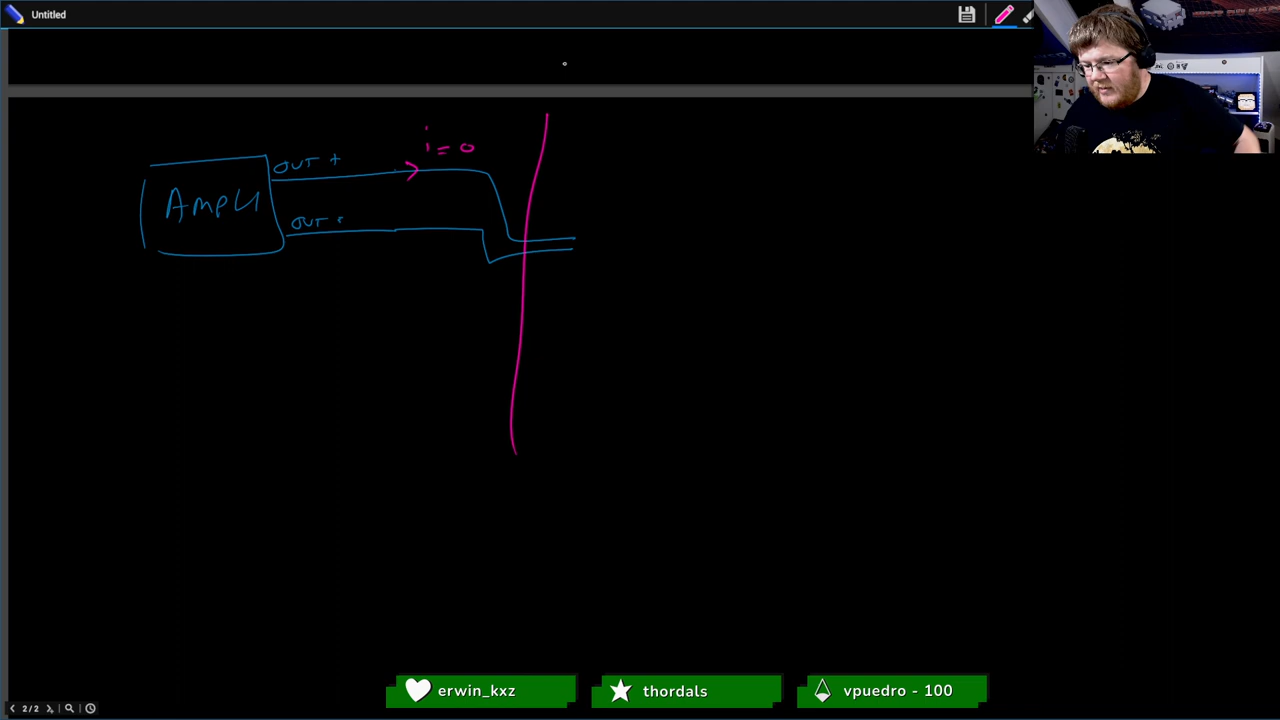 Untitled
i = 0
OUT +
AMPLI
OUT -
2/2
erwin_kxz
thordals
vpuedro - 100